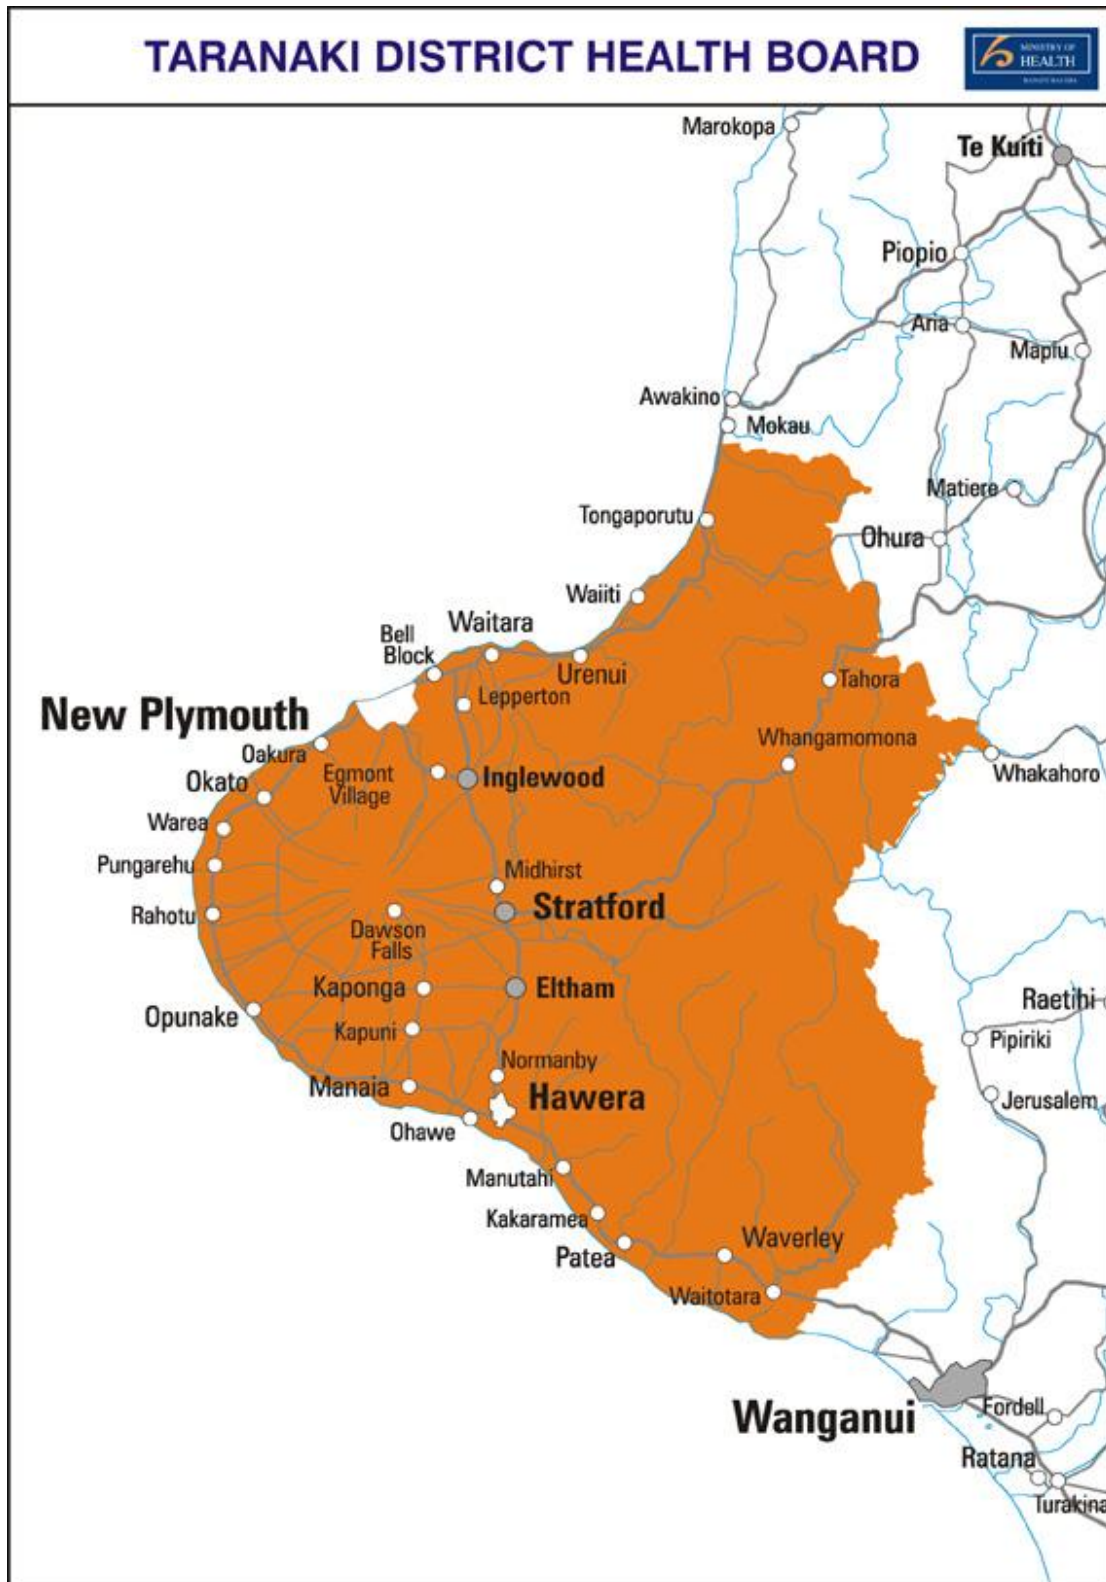 TARANAKI DISTRICT HEALTH BOARD
MINISTRY OF
HEALTH
Marokopa
Te Kuiti
Piopio
Aria
Mapiu
Awakino
Mokau
Matiere
Tongaporutu
Ohura
Waiiti
Waitara
Bell
Block
Urenui
Tahora
Lepperton
New Plymouth
Whangamomona
Oakura
Whakahoro
Egmont
Village
Inglewood
Okato
Warea
Pungarehu
Midhirst
Rahotu
Stratford
Dawson
Falls
Kaponga
Eltham
Raetihi
Opunake
Kapuni
Pipiriki
Normanby
Manaia
Hawera
Jerusalem
Ohawe
Manutahi
Kakaramea
Patea
Waverley
Waitotara
Wanganui
Fordell
Ratana
Turakina